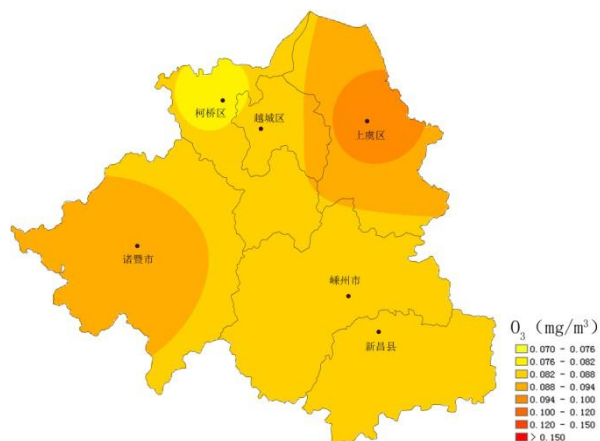 柯桥区
越城区
上虞区
诸暨市
嵊州市
新昌县
O₃ (mg/m³)
0.070 - 0.076
0.076 - 0.082
0.082 - 0.088
0.088 - 0.094
0.094 - 0.100
0.100 - 0.120
0.120 - 0.150
> 0.150